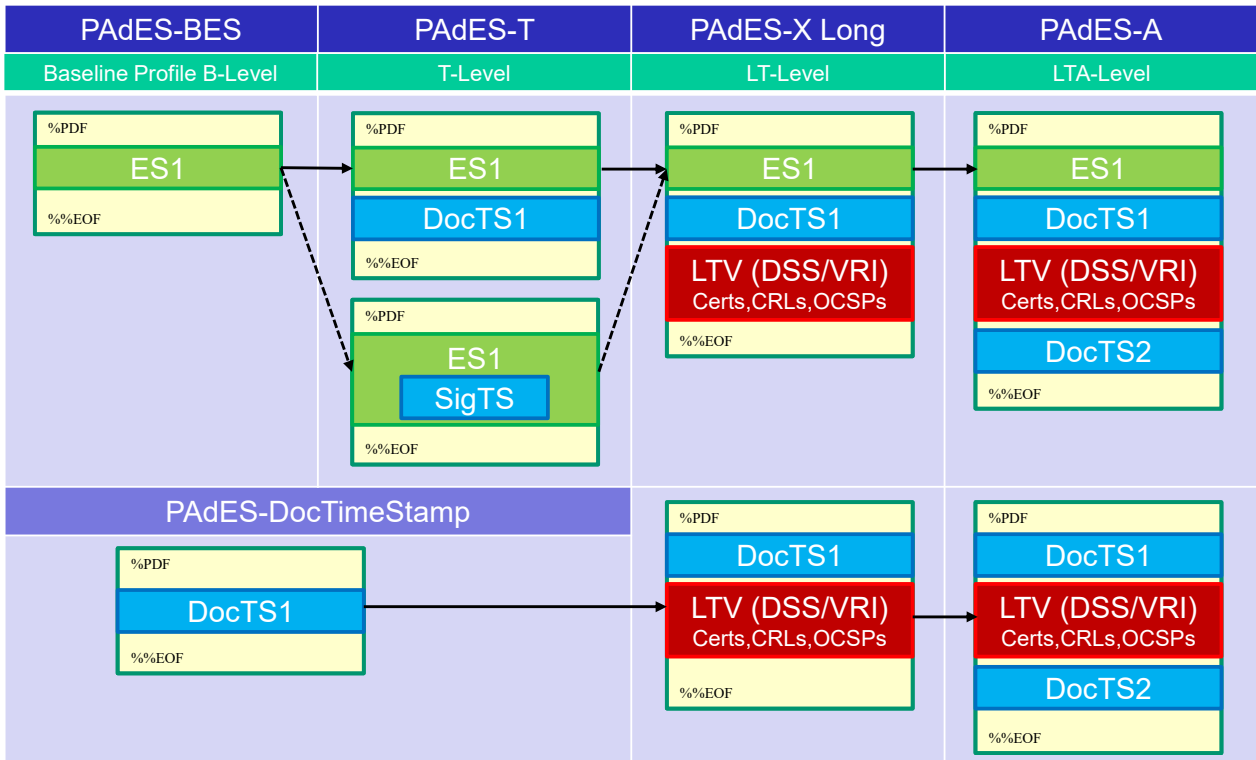 PAdES-BES
PAdES-T
PAdES-X Long
PAdES-A
Baseline Profile B-Level
T-Level
LT-Level
LTA-Level
%PDF
ES1
%%EOF
%PDF
ES1
DocTS1
%%EOF
%PDF
ES1
SigTS
%%EOF
%PDF
ES1
DocTS1
LTV (DSS/VRI)
Certs,CRLs,OCSPs
%%EOF
%PDF
ES1
DocTS1
LTV (DSS/VRI)
Certs,CRLs,OCSPs
DocTS2
%%EOF
PAdES-DocTimeStamp
%PDF
DocTS1
%%EOF
%PDF
DocTS1
LTV (DSS/VRI)
Certs,CRLs,OCSPs
%%EOF
%PDF
DocTS1
LTV (DSS/VRI)
Certs,CRLs,OCSPs
DocTS2
%%EOF